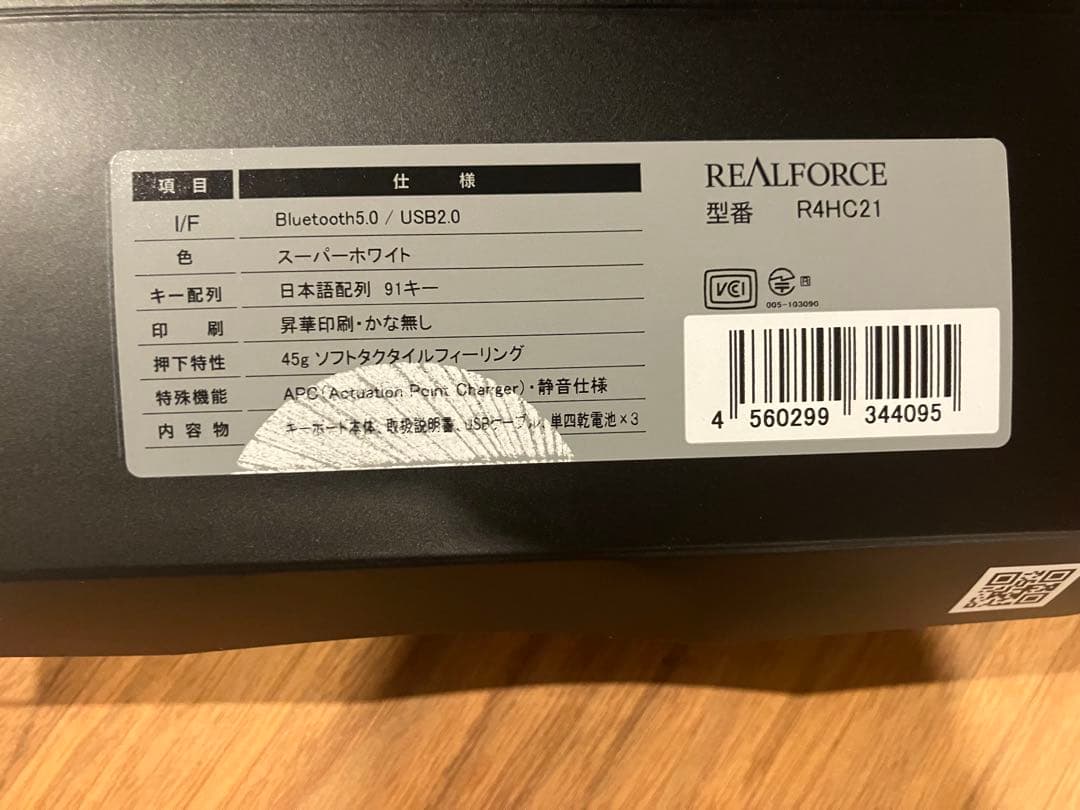 項目 仕様
I/F Bluetooth5.0 / USB2.0
色 スーパーホワイト
キー配列 日本語配列 91キー
印刷 昇華印刷・かな無し
押下特性 45g ソフトタクタイルフィーリング
特殊機能 APC(Actuation Point Changer)・静音仕様
内容物 キーボード本体、取扱説明書、USBケーブル、単四乾電池×3
REALFORCE
型番 R4HC21
VCI
R
005-103090
4 560299 344095